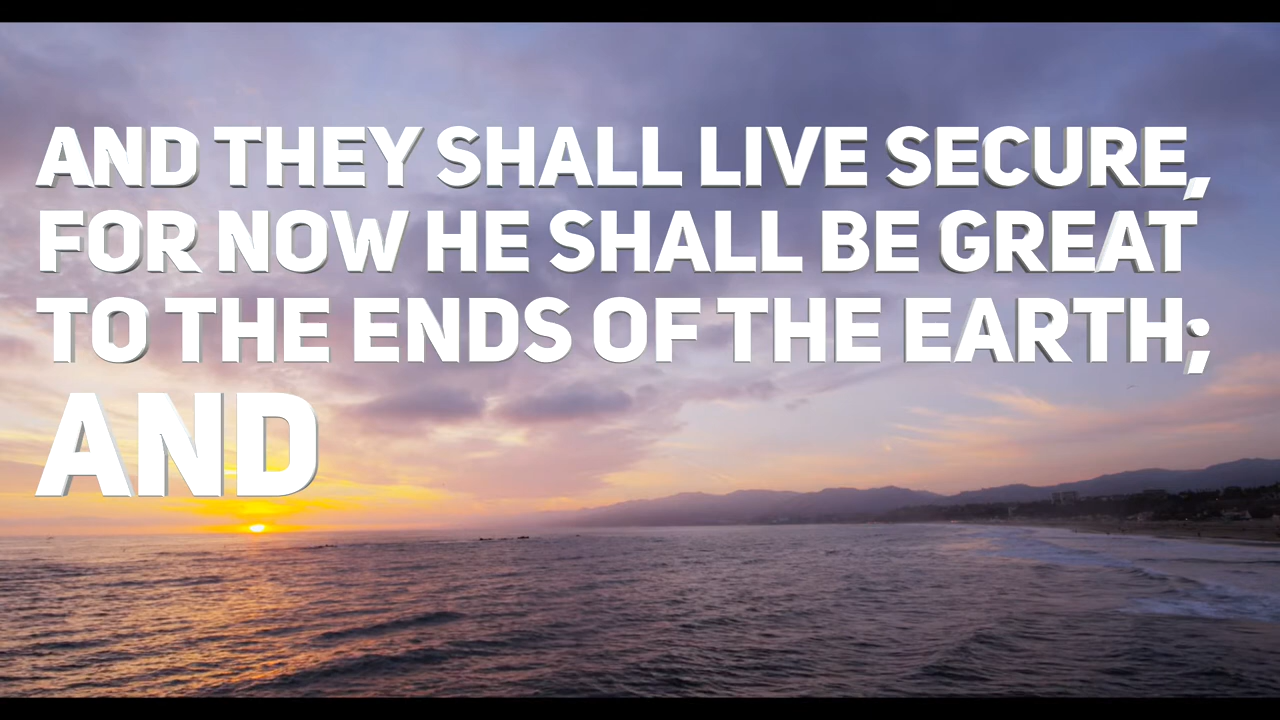 AND THEY SHALL LIVE SECURE,
FOR NOW HE SHALL BE GREAT
TO THE ENDS OF THE EARTH;
AND